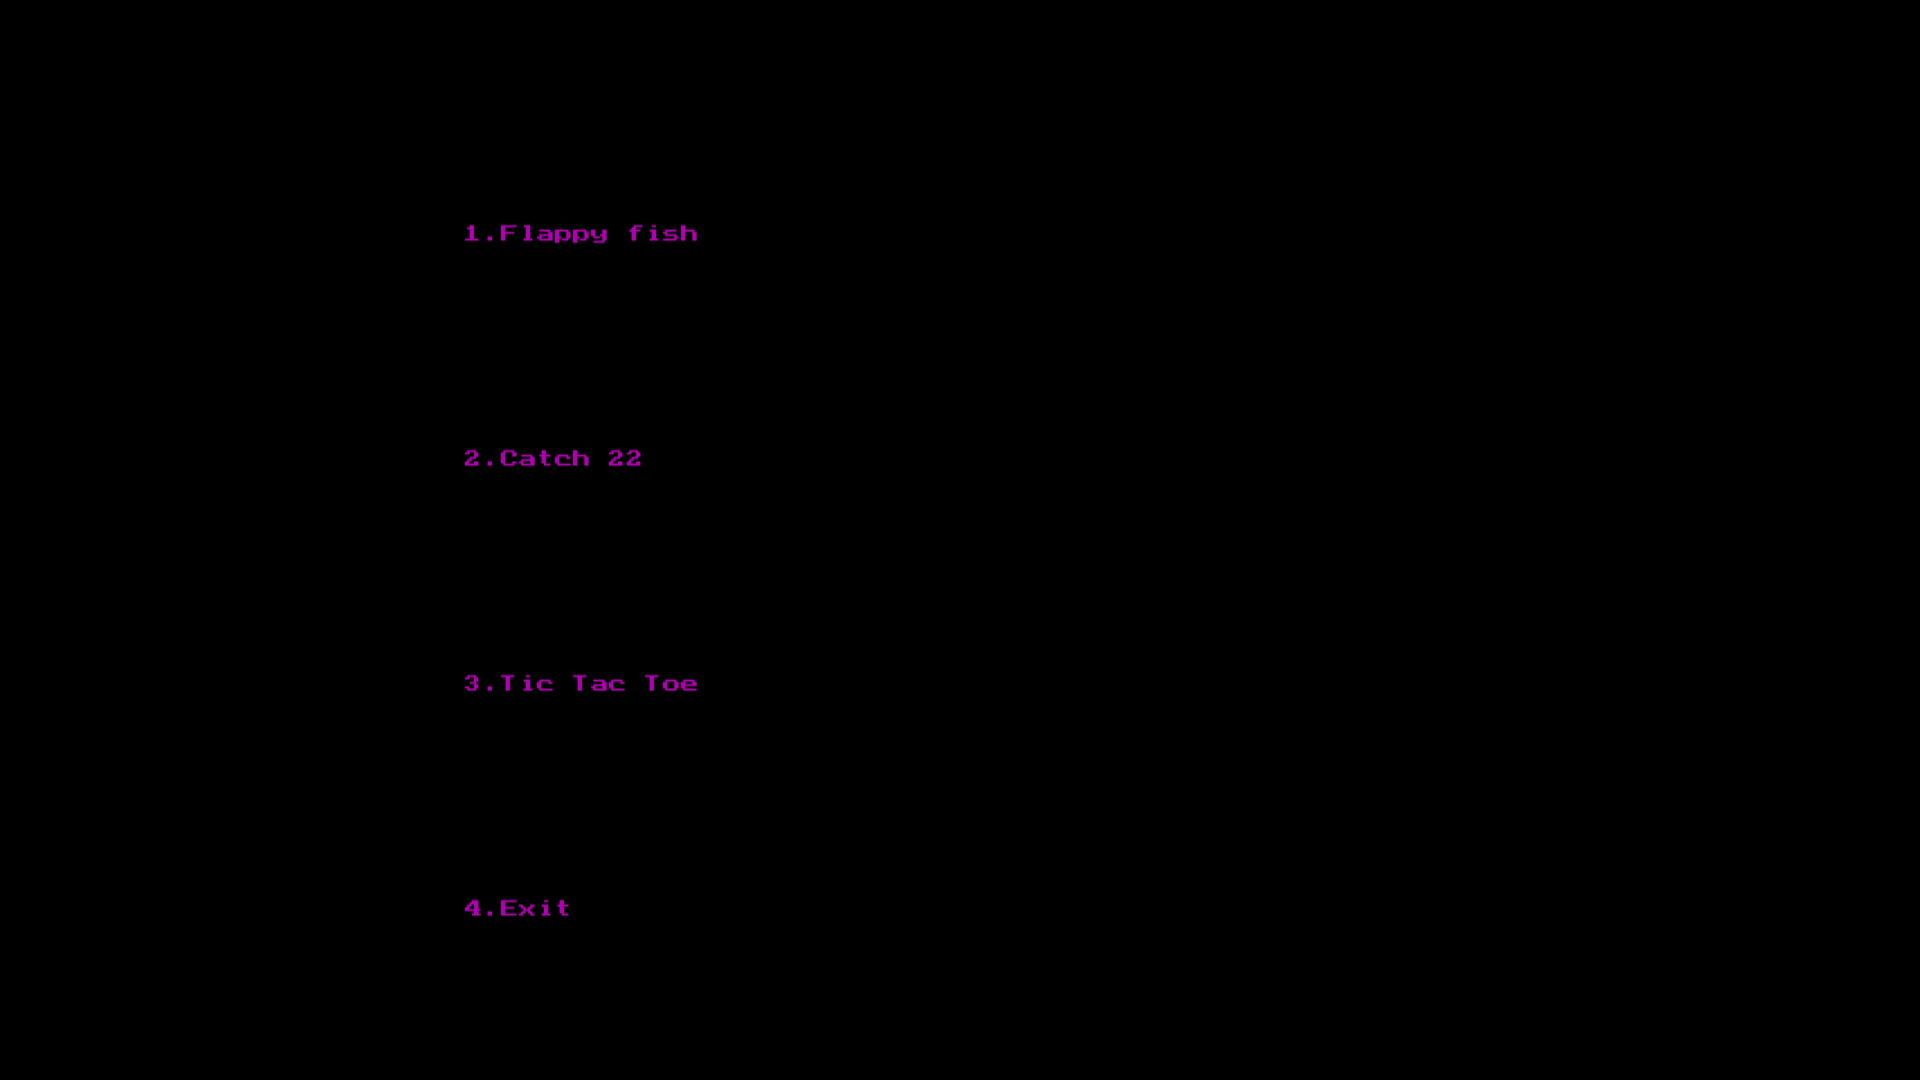 1.Flappy fish
2.Catch 22
3.Tic Tac Toe
4.Exit